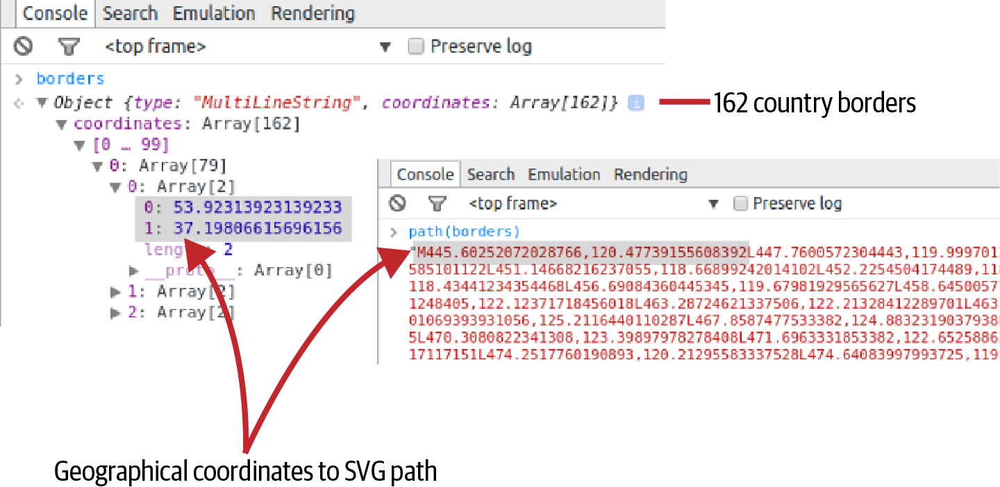 Console Search Emulation Rendering
<top frame> ▼ Preserve log
> borders
Object {type: "MultiLineString", coordinates: Array[162]} i
162 country borders
▼ coordinates: Array[162]
▼ [0 … 99]
▼ 0: Array[79]
▼ 0: Array[2]
0: 53.92313923139233
1: 37.19806615696156
length: 2
▶ __proto__: Array[0]
▶ 1: Array[2]
▶ 2: Array[2]
Console Search Emulation Rendering
<top frame> ▼ Preserve log
> path(borders)
"M445.60252072028766,120.47739155608392L447.7600572304443,119.999701
585101122L451.14668216237055,118.66899242014102L452.2254504174489,118
118.43441234354468L456.69084360445345,119.67981929565627L458.6450057
1248405,122.12371718456018L463.28724621337506,122.21328412289701L463
01069393931056,125.2116440110287L467.8587477533382,124.8832319037938
5L470.3080822341308,123.39897978278408L471.6963331853382,122.6525886
17117151L474.2517760190893,120.21295583337528L474.64083997993725,119
Geographical coordinates to SVG path